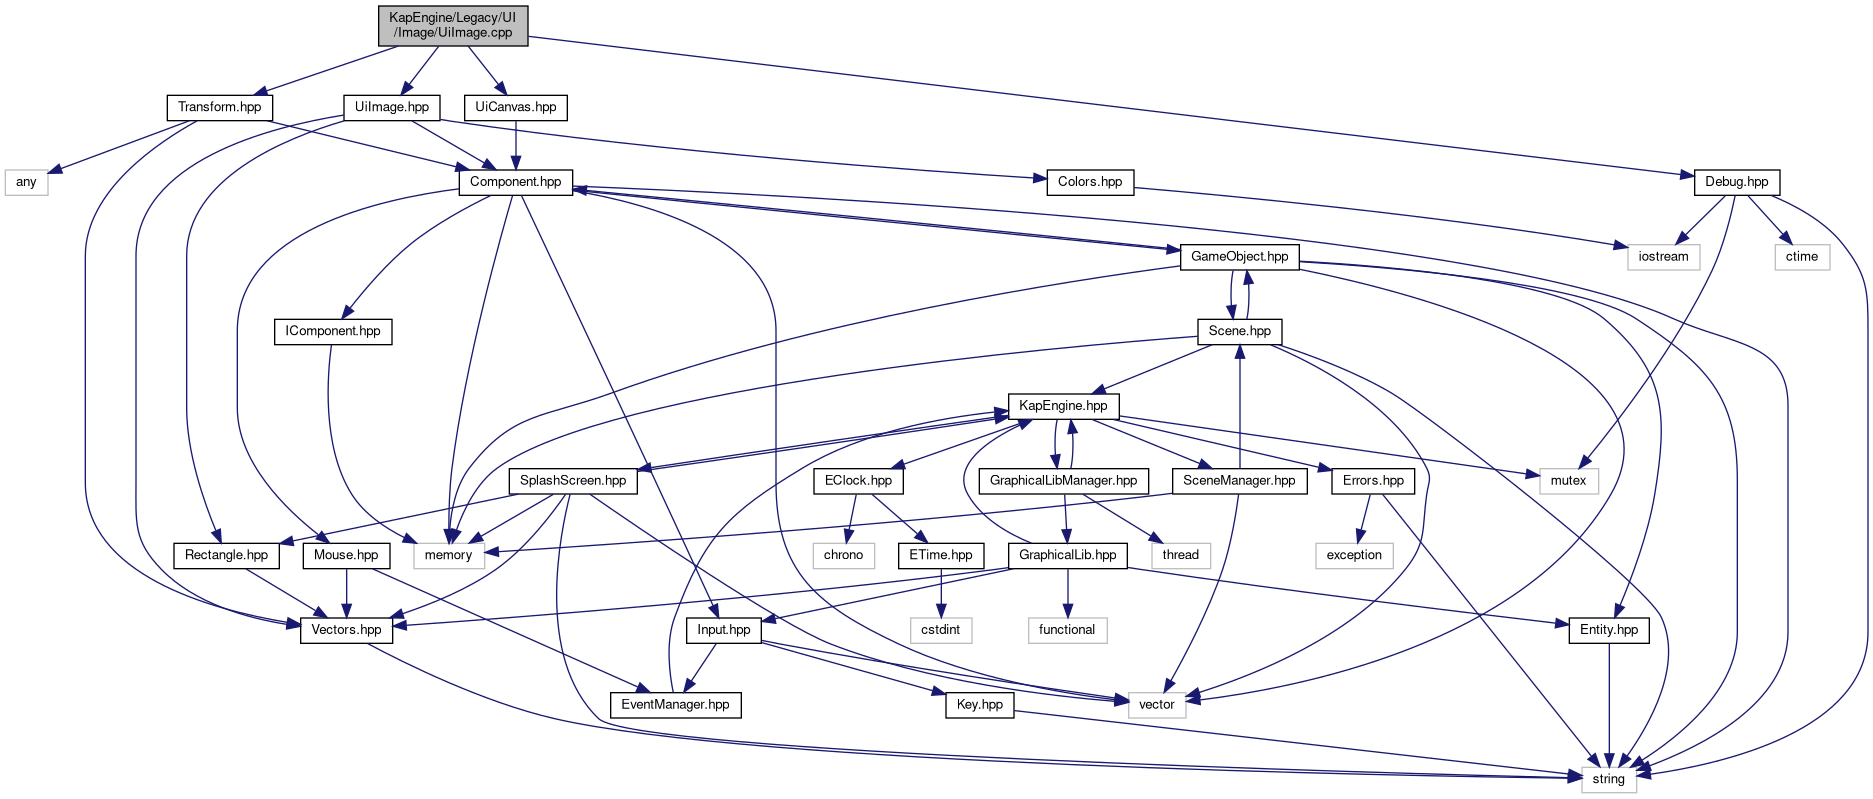 KapEngine/Legacy/UI
/Image/UiImage.cpp
Transform.hpp
UiImage.hpp
UiCanvas.hpp
any
Component.hpp
Colors.hpp
Debug.hpp
GameObject.hpp
iostream
ctime
IComponent.hpp
Scene.hpp
KapEngine.hpp
SplashScreen.hpp
EClock.hpp
GraphicalLibManager.hpp
SceneManager.hpp
Errors.hpp
mutex
Rectangle.hpp
Mouse.hpp
memory
chrono
ETime.hpp
GraphicalLib.hpp
thread
exception
Vectors.hpp
Input.hpp
cstdint
functional
Entity.hpp
EventManager.hpp
Key.hpp
vector
string